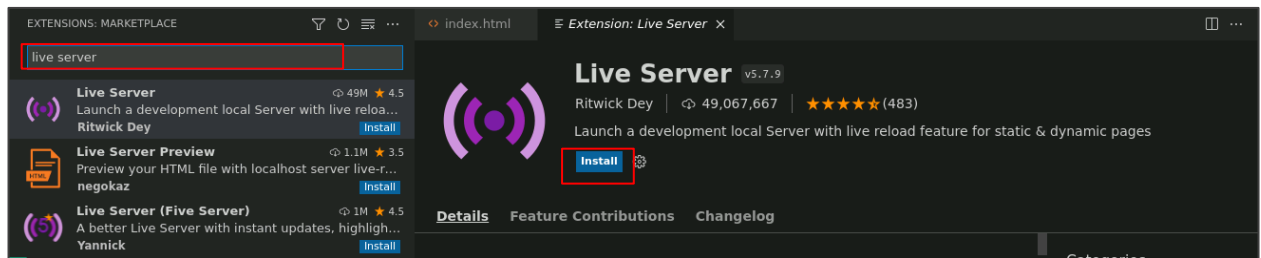 EXTENSIONS: MARKETPLACE
live server
Live Server 49M ★ 4.5
Launch a development local Server with live reloa...
Ritwick Dey Install
Live Server Preview 1.1M ★ 3.5
Preview your HTML file with localhost server live-r...
negokaz Install
HTML
Live Server (Five Server) 1M ★ 4.5
A better Live Server with instant updates, highligh...
Yannick Install
5
<> index.html
Extension: Live Server ×
Live Server v5.7.9
Ritwick Dey 49,067,667 (483)
Launch a development local Server with live reload feature for static & dynamic pages
Install
Details Feature Contributions Changelog
Categories